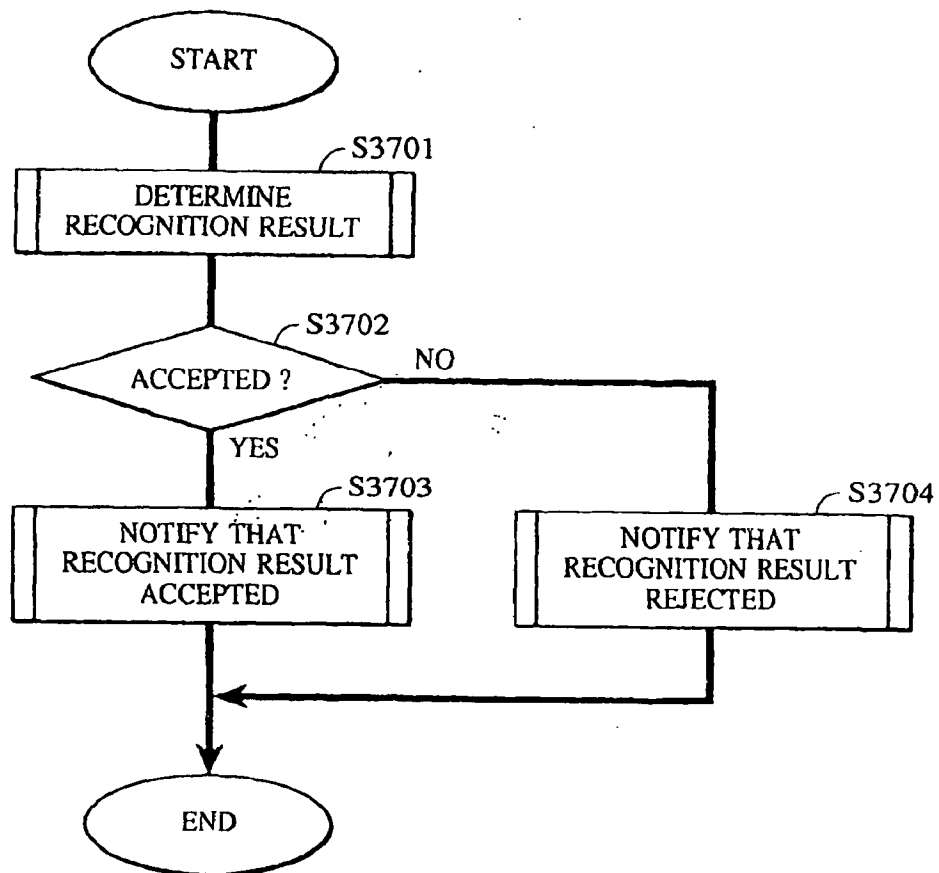 START
S3701
DETERMINE
RECOGNITION RESULT
S3702
ACCEPTED ?
NO
YES
S3703
NOTIFY THAT
RECOGNITION RESULT
ACCEPTED
S3704
NOTIFY THAT
RECOGNITION RESULT
REJECTED
END